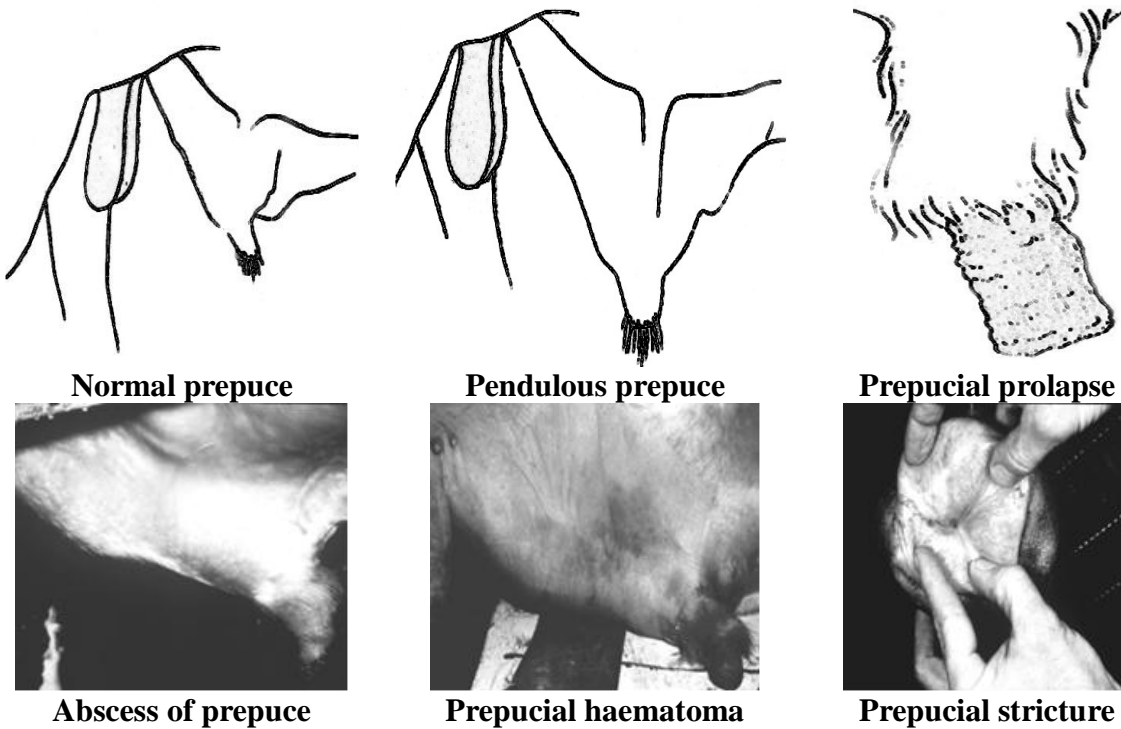 Normal prepuce
Pendulous prepuce
Prepucial prolapse
Abscess of prepuce
Prepucial haematoma
Prepucial stricture